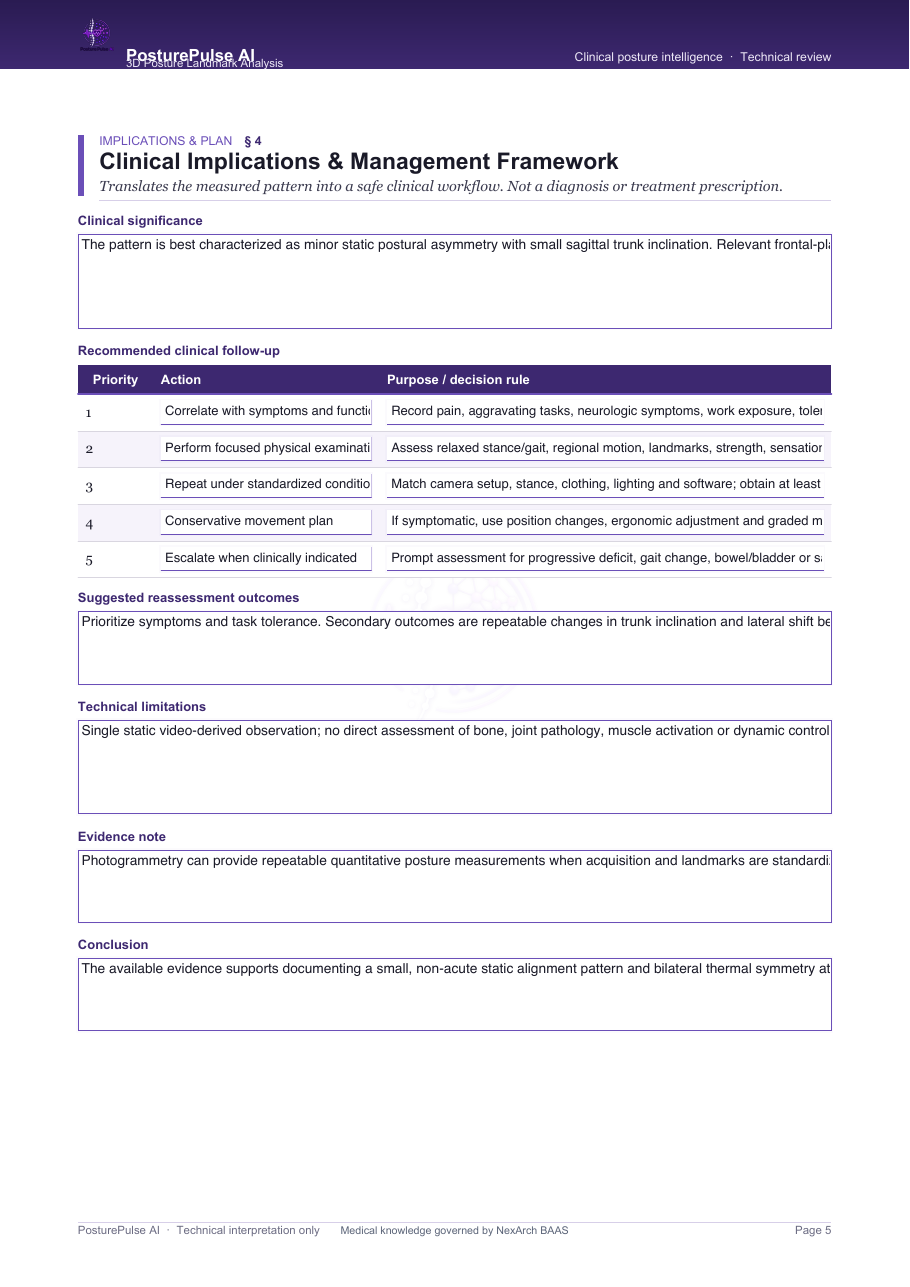 PosturePulse AI
3D Posture Landmark Analysis
Clinical posture intelligence · Technical review
IMPLICATIONS & PLAN § 4
Clinical Implications & Management Framework
Translates the measured pattern into a safe clinical workflow. Not a diagnosis or treatment prescription.
Clinical significance
The pattern is best characterized as minor static postural asymmetry with small sagittal trunk inclination. Relevant frontal-pla
Recommended clinical follow-up
Priority Action Purpose / decision rule
1 Correlate with symptoms and functic Record pain, aggravating tasks, neurologic symptoms, work exposure, toler
2 Perform focused physical examinati Assess relaxed stance/gait, regional motion, landmarks, strength, sensation
3 Repeat under standardized conditio Match camera setup, stance, clothing, lighting and software; obtain at least
4 Conservative movement plan If symptomatic, use position changes, ergonomic adjustment and graded m
5 Escalate when clinically indicated Prompt assessment for progressive deficit, gait change, bowel/bladder or sa
Suggested reassessment outcomes
Prioritize symptoms and task tolerance. Secondary outcomes are repeatable changes in trunk inclination and lateral shift be
Technical limitations
Single static video-derived observation; no direct assessment of bone, joint pathology, muscle activation or dynamic control
Evidence note
Photogrammetry can provide repeatable quantitative posture measurements when acquisition and landmarks are standardi
Conclusion
The available evidence supports documenting a small, non-acute static alignment pattern and bilateral thermal symmetry at
PosturePulse AI · Technical interpretation only Medical knowledge governed by NexArch BAAS Page 5